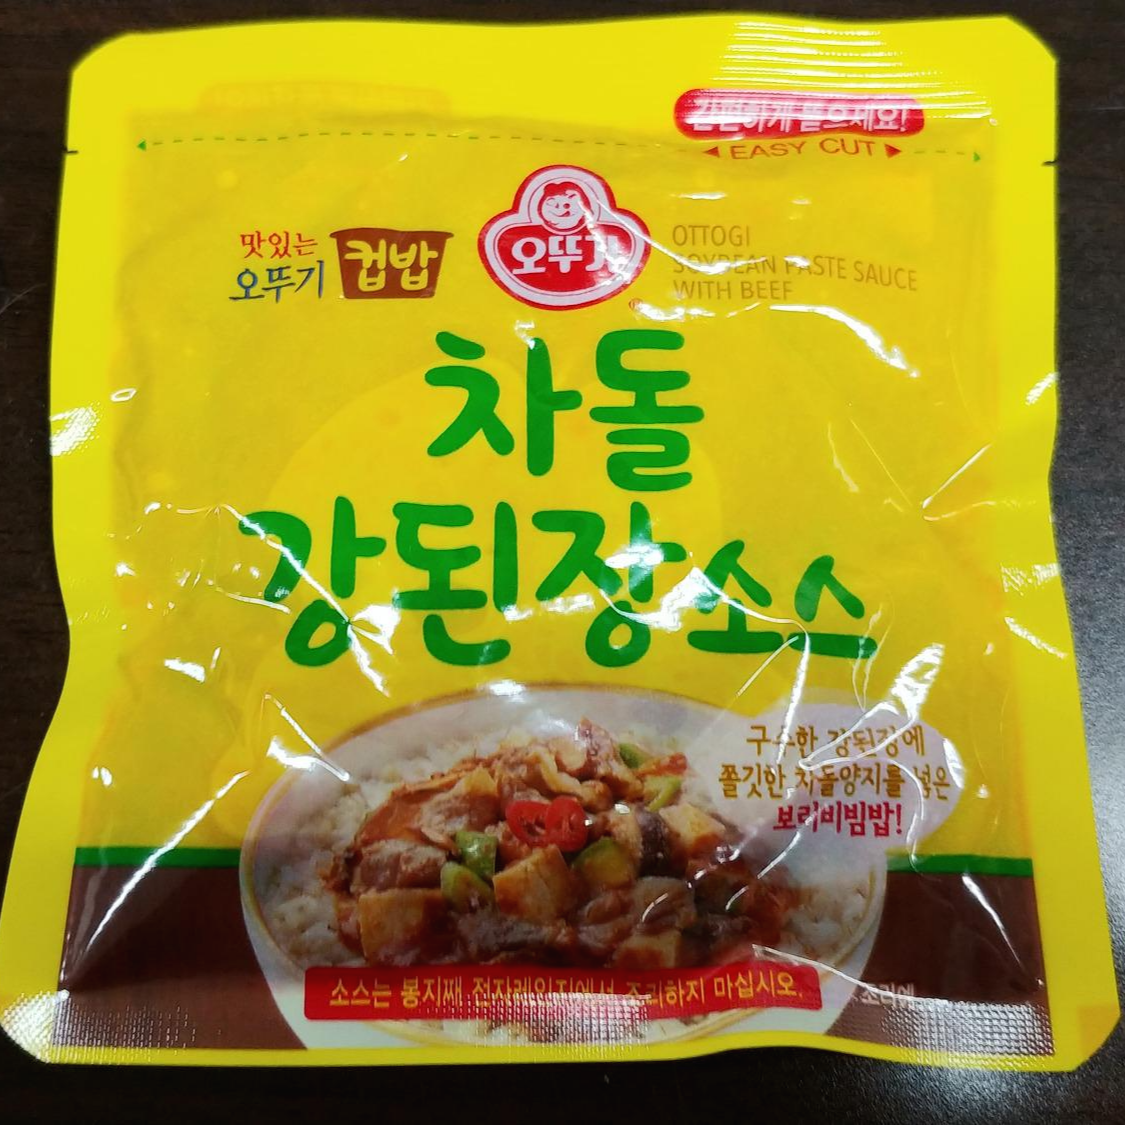 간편하게 뜯으세요!
EASY CUT
맛있는
오뚜기 컵밥
오뚜기
OTTOGI
SOYBEAN PASTE SAUCE
WITH BEEF
차돌
강된장소스
구수한 강된장에
쫄깃한 차돌양지를 넣은
보리비빔밥!
소스는 봉지째 전자레인지에서 조리하지 마십시오.
조리예